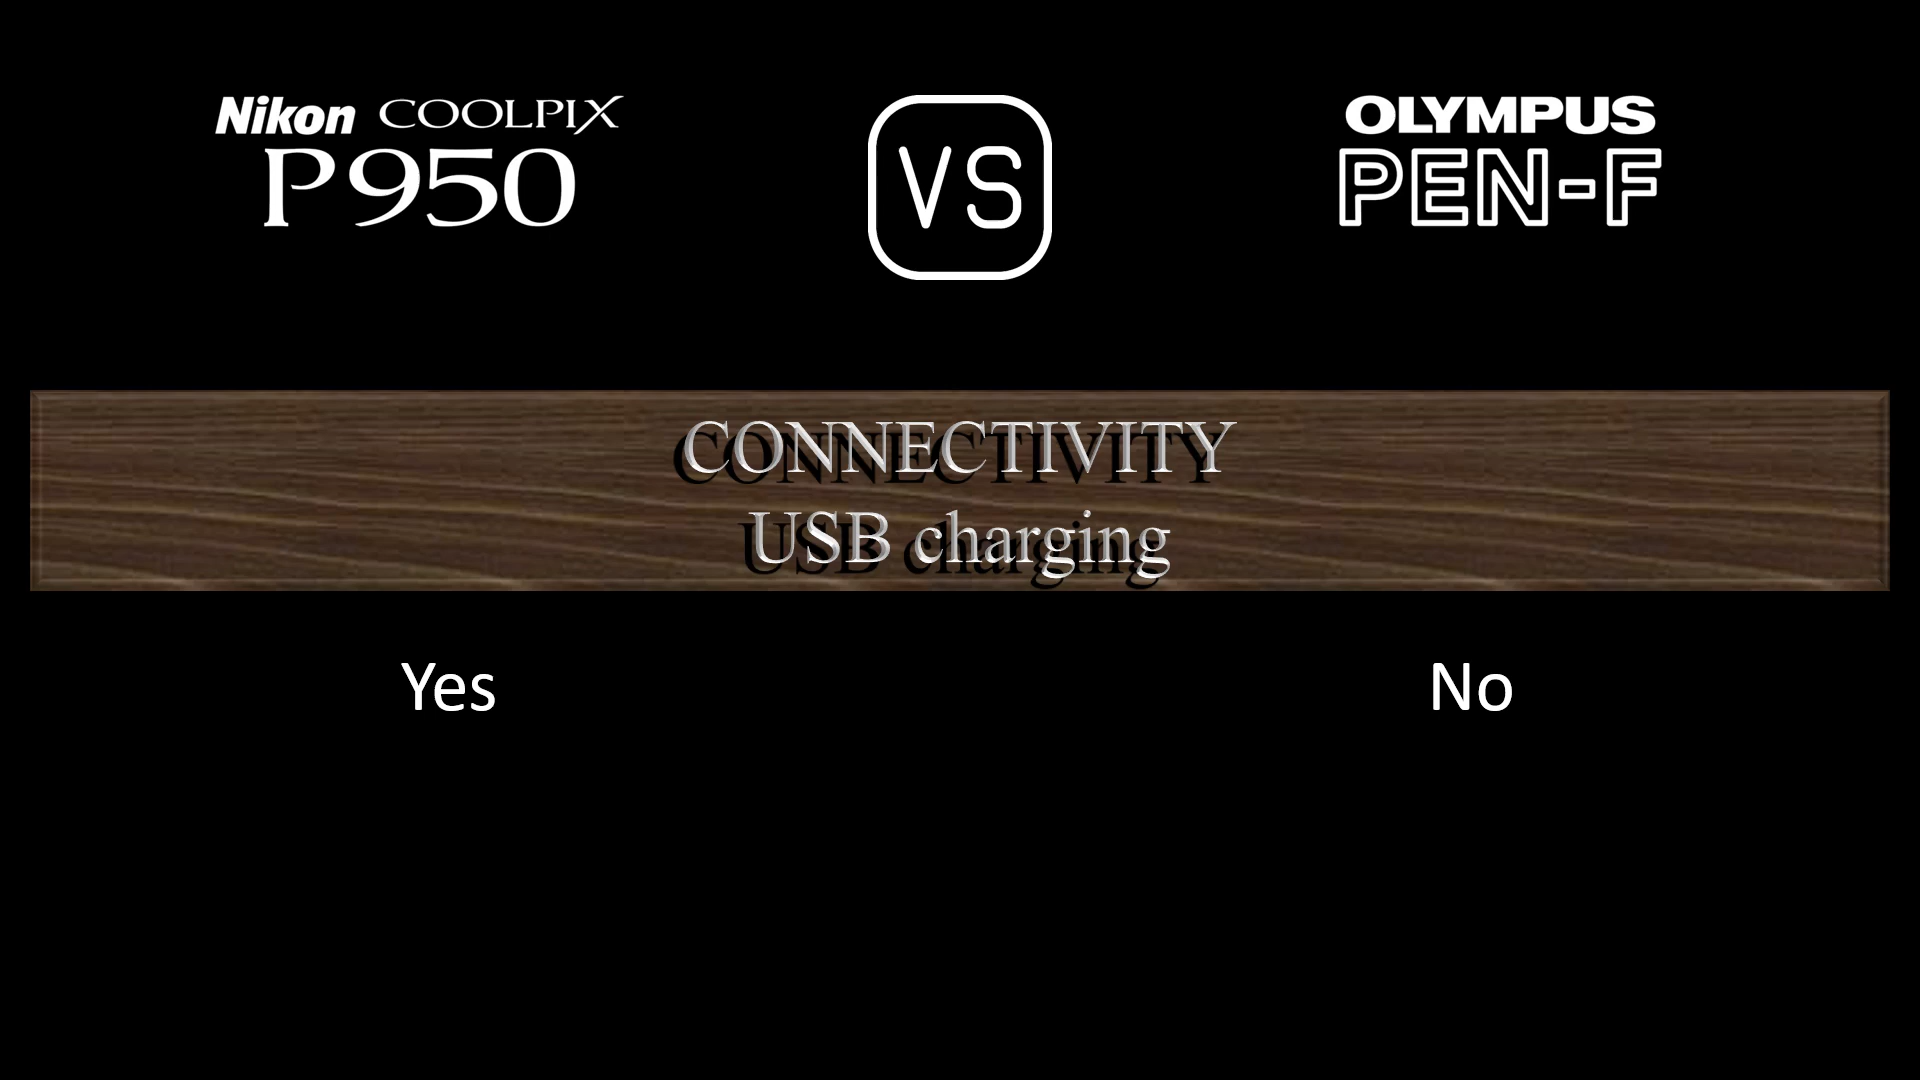 Nikon COOLPIX
P950
VS
OLYMPUS
PEN-F
CONNECTIVITY
USB charging
Yes
No